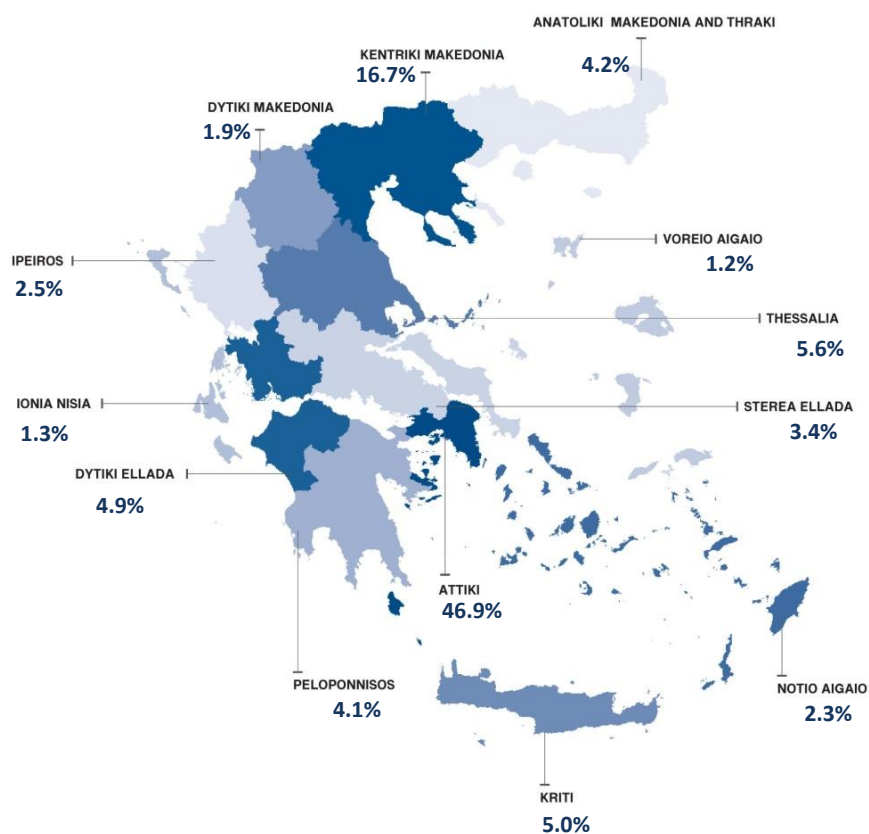 ANATOLIKI MAKEDONIA AND THRAKI
4.2%
KENTRIKI MAKEDONIA
16.7%
DYTIKI MAKEDONIA
1.9%
VOREIO AIGAIO
1.2%
IPEIROS
2.5%
THESSALIA
5.6%
IONIA NISIA
1.3%
STEREA ELLADA
3.4%
DYTIKI ELLADA
4.9%
ATTIKI
46.9%
PELOPONNISOS
4.1%
NOTIO AIGAIO
2.3%
KRITI
5.0%